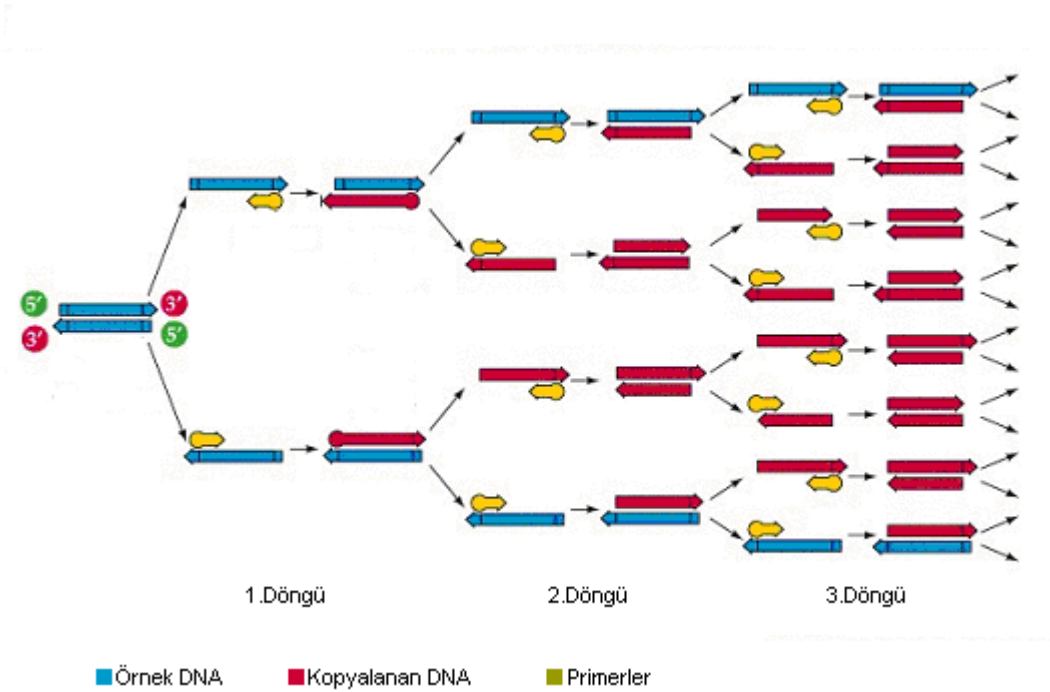 5′ 3′
3′ 5′
1.Döngü 2.Döngü 3.Döngü
Örnek DNA Kopyalanan DNA Primerler